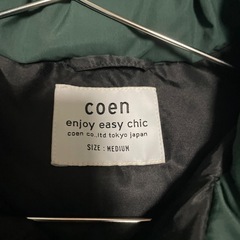 coen
enjoy easy chic
coen co.,ltd tokyo japan
SIZE : MEDIUM